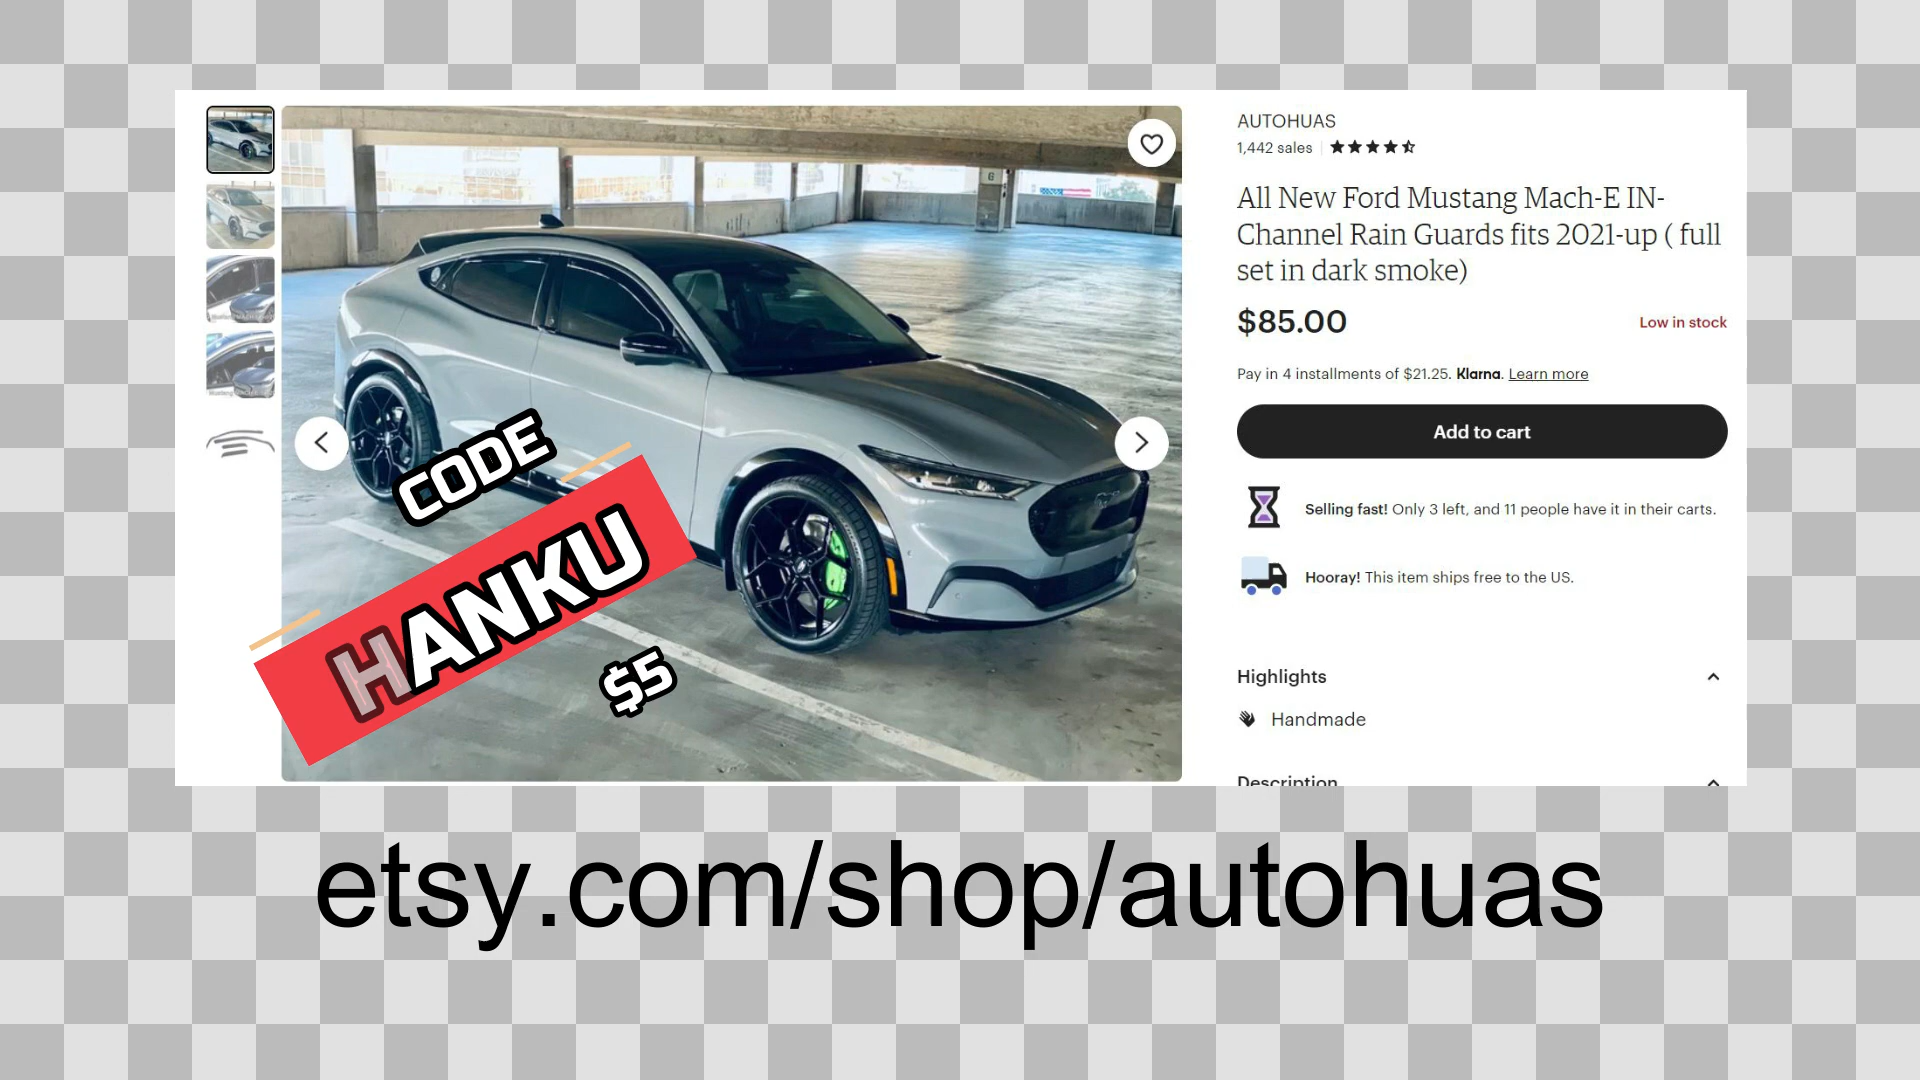 AUTOHUAS
1,442 sales
All New Ford Mustang Mach-E IN-
Channel Rain Guards fits 2021-up ( full
set in dark smoke)
$85.00
Low in stock
Pay in 4 installments of $21.25. Klarna. Learn more
Add to cart
Selling fast! Only 3 left, and 11 people have it in their carts.
Hooray! This item ships free to the US.
Highlights
Handmade
Description
G
CODE
HANKU
$5
etsy.com/shop/autohuas